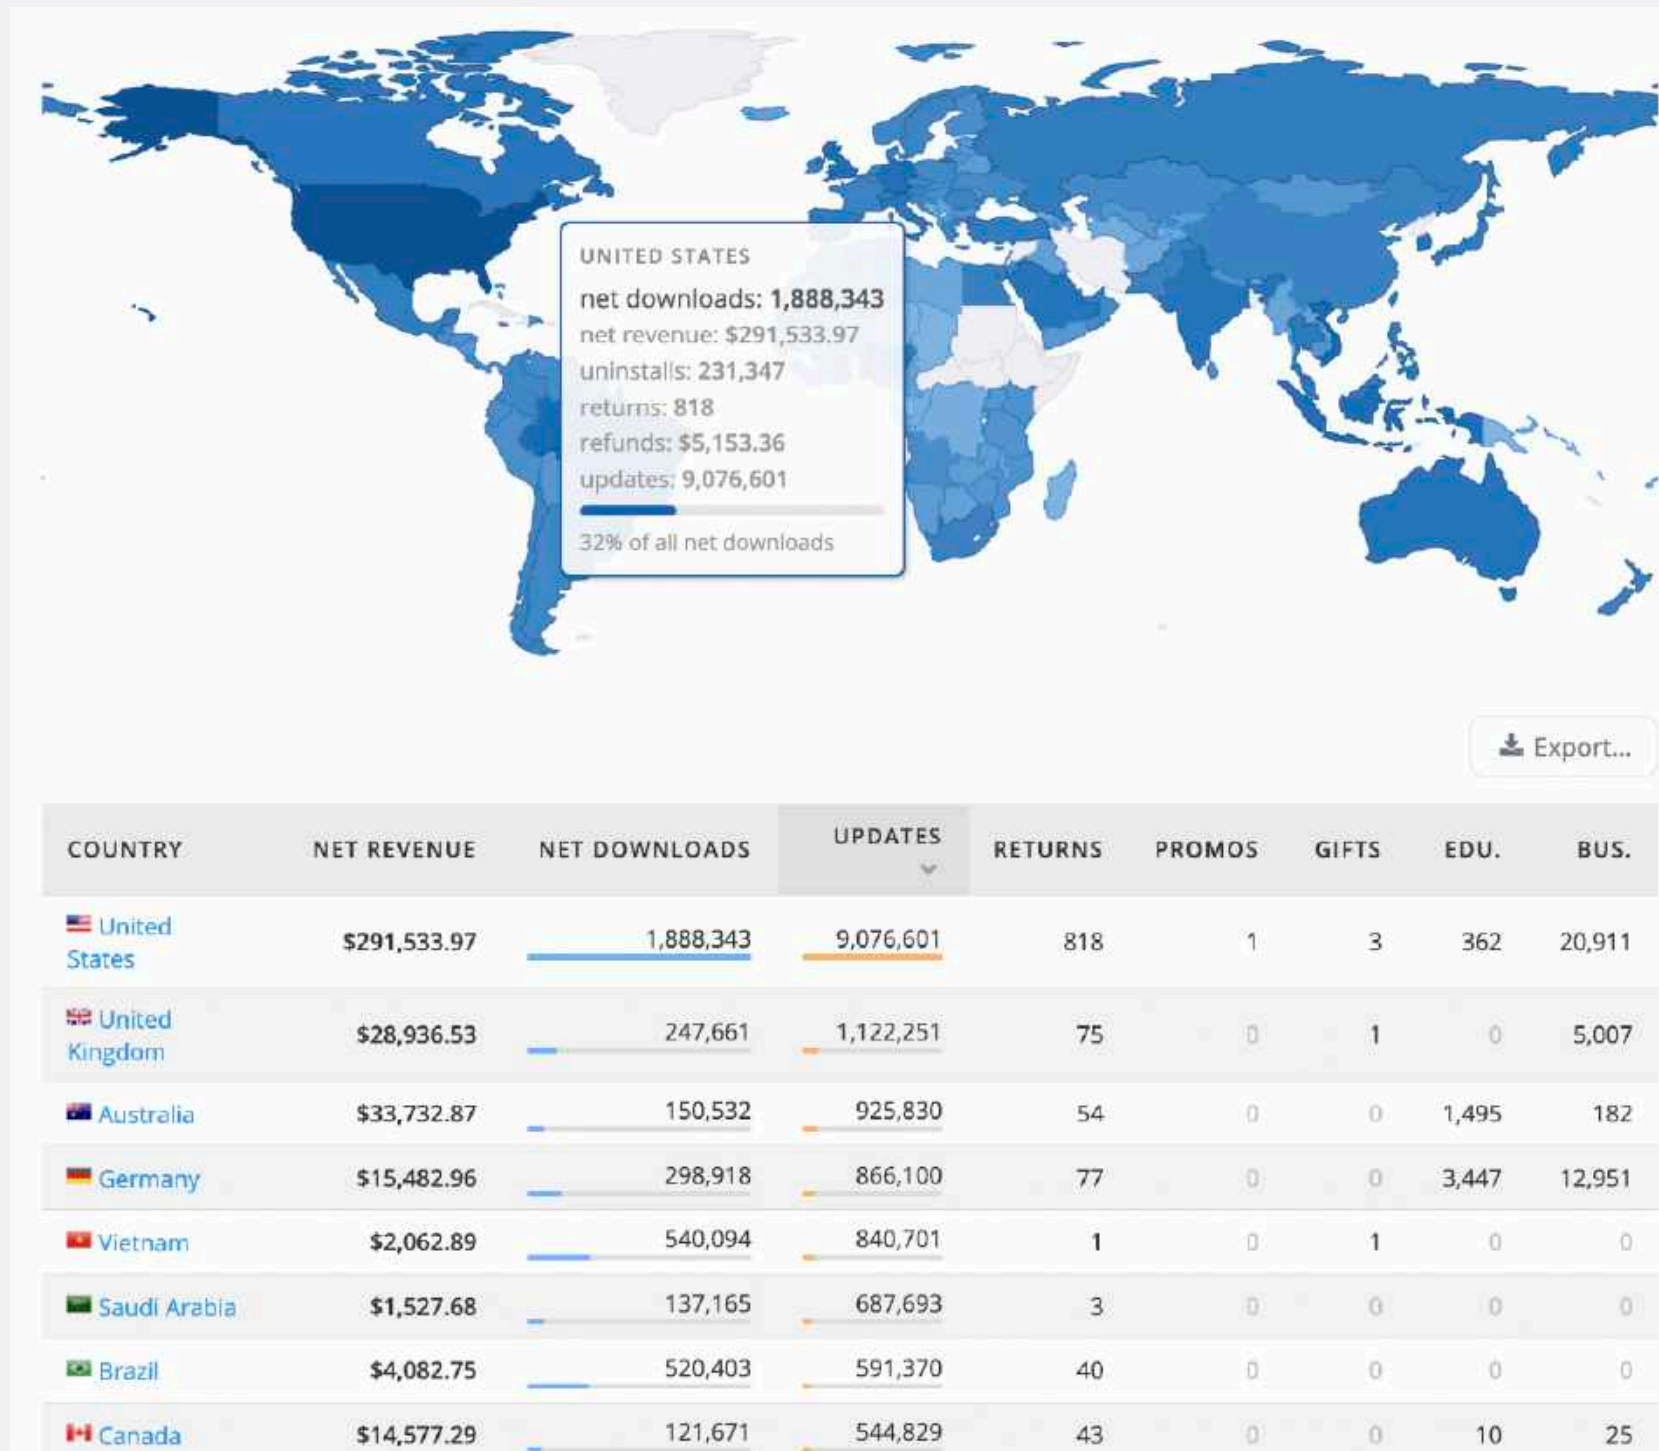 UNITED STATES
net downloads: 1,888,343
net revenue: $291,533.97
uninstalls: 231,347
returns: 818
refunds: $5,153.36
updates: 9,076,601
32% of all net downloads
Export...
COUNTRY NET REVENUE NET DOWNLOADS UPDATES RETURNS PROMOS GIFTS EDU. BUS.
United States $291,533.97 1,888,343 9,076,601 818 1 3 362 20,911
United Kingdom $28,936.53 247,661 1,122,251 75 0 1 0 5,007
Australia $33,732.87 150,532 925,830 54 0 0 1,495 182
Germany $15,482.96 298,918 866,100 77 0 0 3,447 12,951
Vietnam $2,062.89 540,094 840,701 1 0 1 0 0
Saudi Arabia $1,527.68 137,165 687,693 3 0 0 0 0
Brazil $4,082.75 520,403 591,370 40 0 0 0 0
Canada $14,577.29 121,671 544,829 43 0 0 10 25